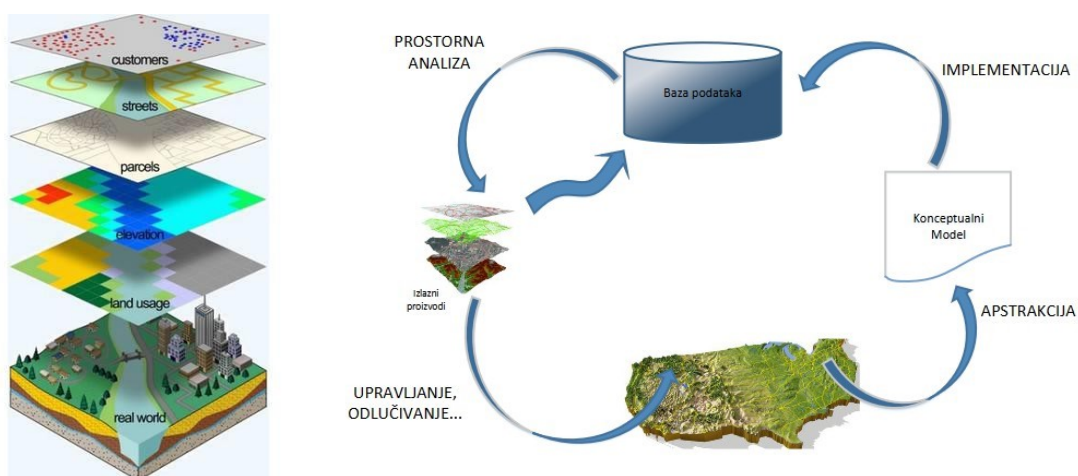 customers
streets
parcels
elevation
land usage
real world
PROSTORNA
ANALIZA
Baza podataka
IMPLEMENTACIJA
Konceptualni
Model
Izlazni
proizvodi
APSTRAKCIJA
UPRAVLJANJE,
ODLUČIVANJE...